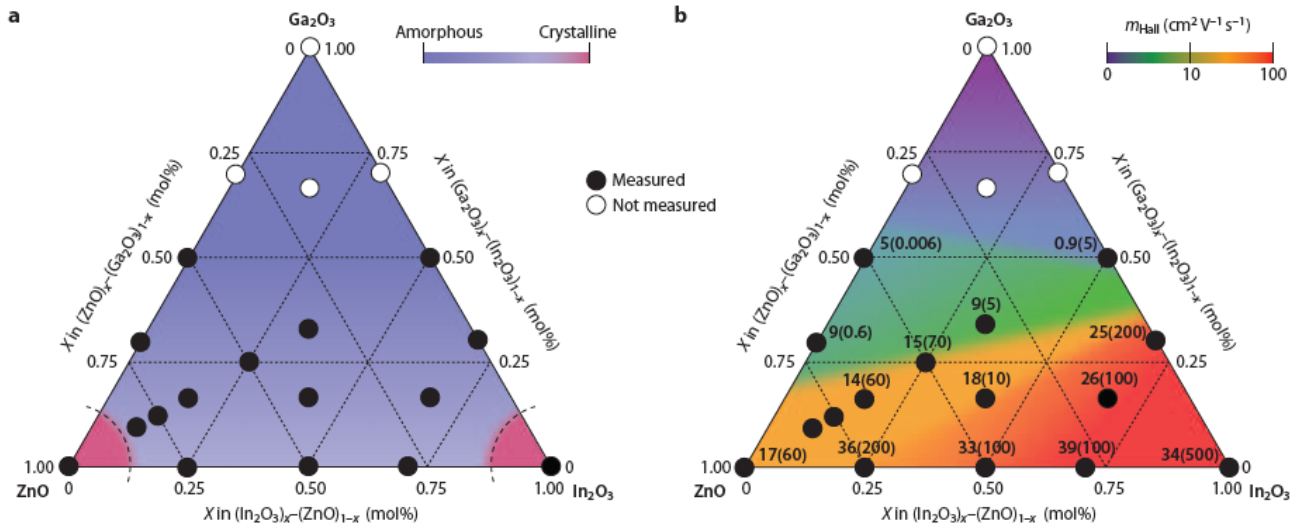 a
Ga₂O₃
Amorphous
Crystalline
0
1.00
0.25
0.75
0.50
0.50
0.75
0.25
1.00
0
X in (ZnO)ₓ–(Ga₂O₃)₁₋ₓ (mol%)
X in (Ga₂O₃)ₓ–(In₂O₃)₁₋ₓ (mol%)
ZnO
0
0.25
0.50
0.75
1.00
In₂O₃
X in (In₂O₃)ₓ–(ZnO)₁₋ₓ (mol%)
Measured
Not measured
b
Ga₂O₃
mHall (cm² V⁻¹ s⁻¹)
0
10
100
0
1.00
0.25
0.75
0.50
5(0.006)
0.9(5)
0.50
X in (ZnO)ₓ–(Ga₂O₃)₁₋ₓ (mol%)
X in (Ga₂O₃)ₓ–(In₂O₃)₁₋ₓ (mol%)
9(5)
9(0.6)
15(70)
25(200)
0.75
0.25
14(60)
18(10)
26(100)
17(60)
36(200)
33(100)
39(100)
34(500)
1.00
0
ZnO
0
0.25
0.50
0.75
1.00
In₂O₃
X in (In₂O₃)ₓ–(ZnO)₁₋ₓ (mol%)